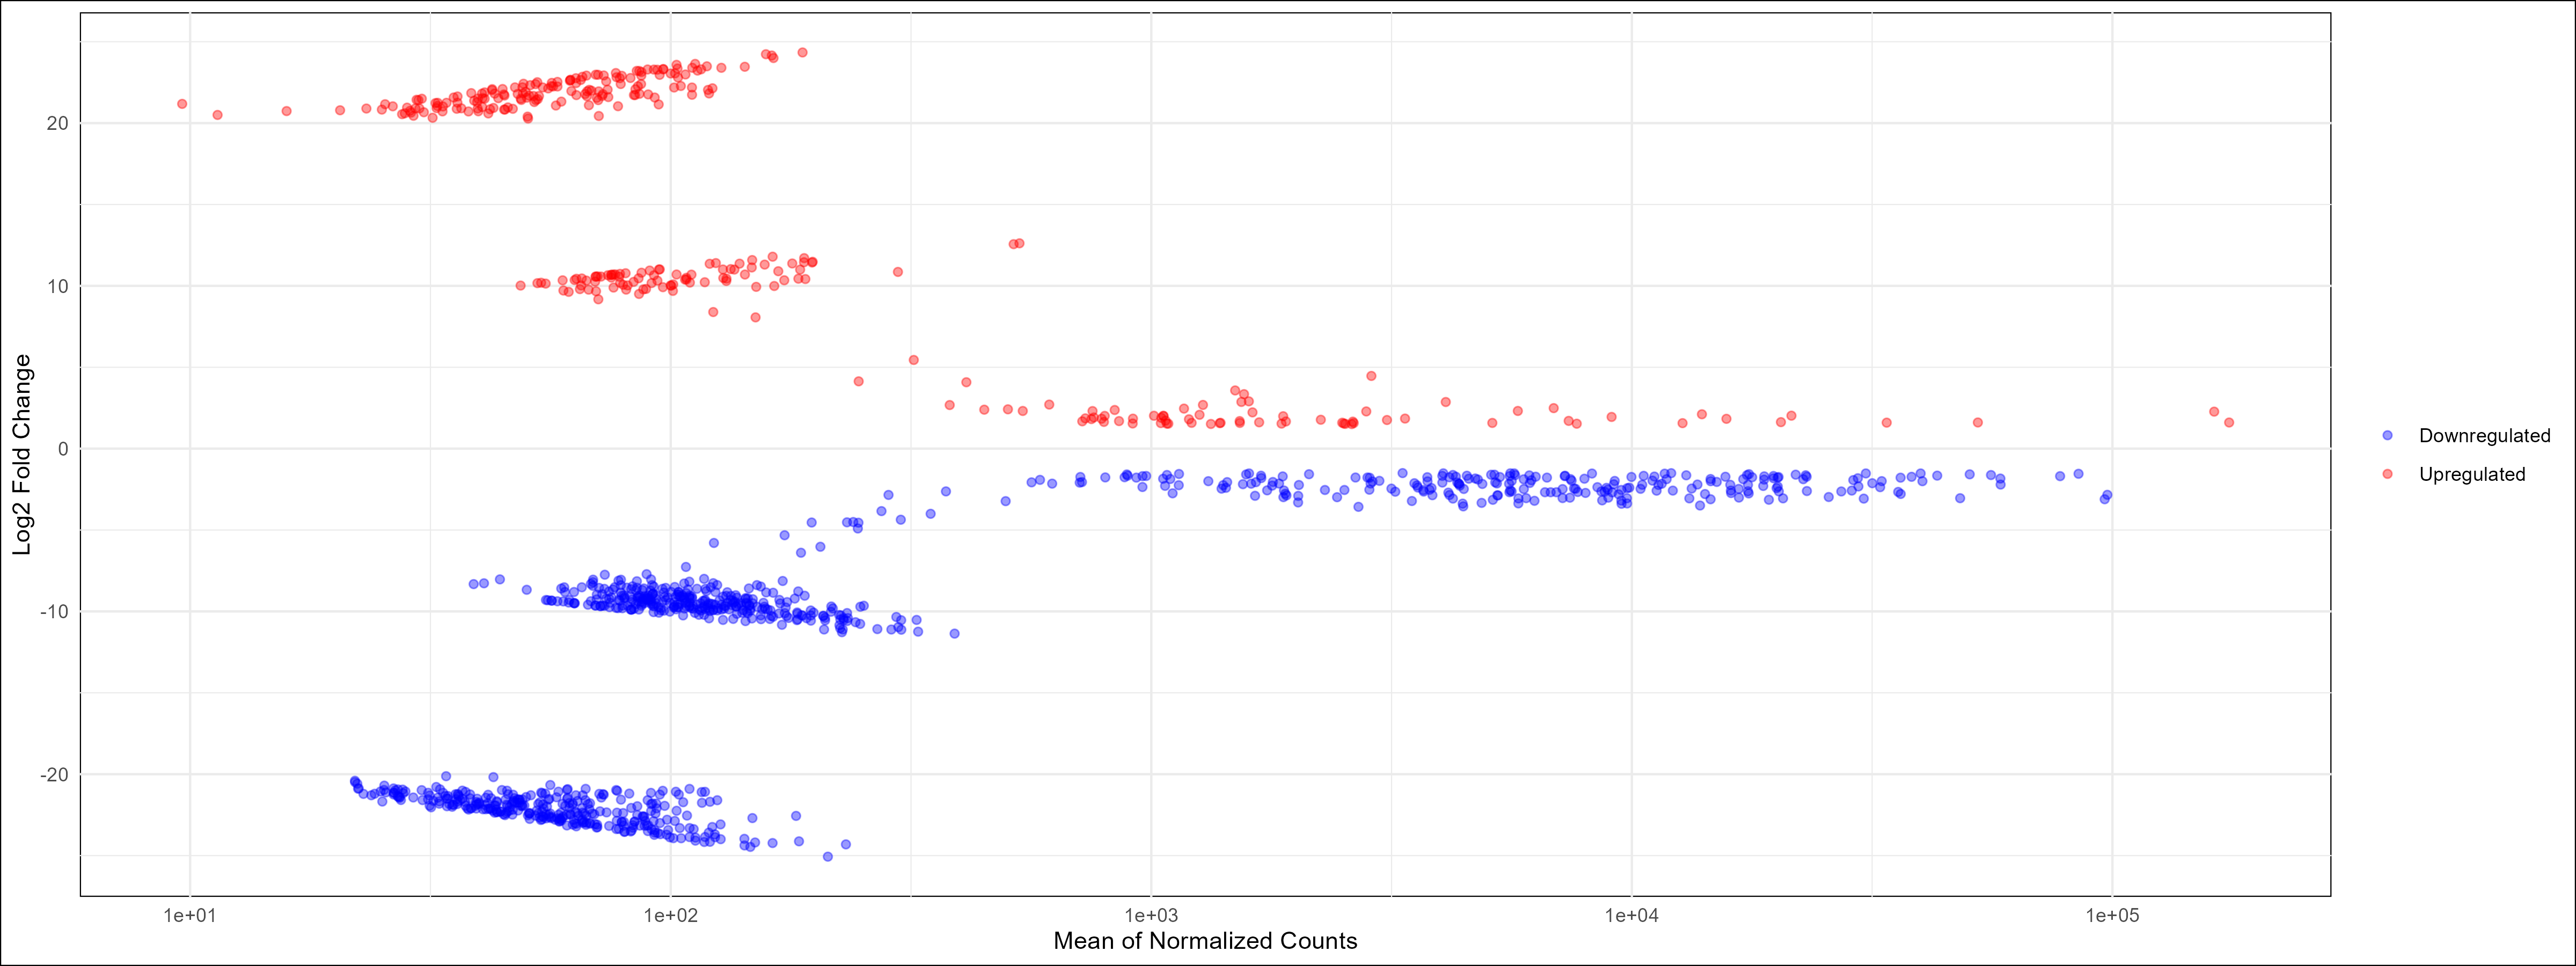 Log2 Fold Change
20
10
0
-10
-20
1e+01
1e+02
1e+03
1e+04
1e+05
Mean of Normalized Counts
Downregulated
Upregulated